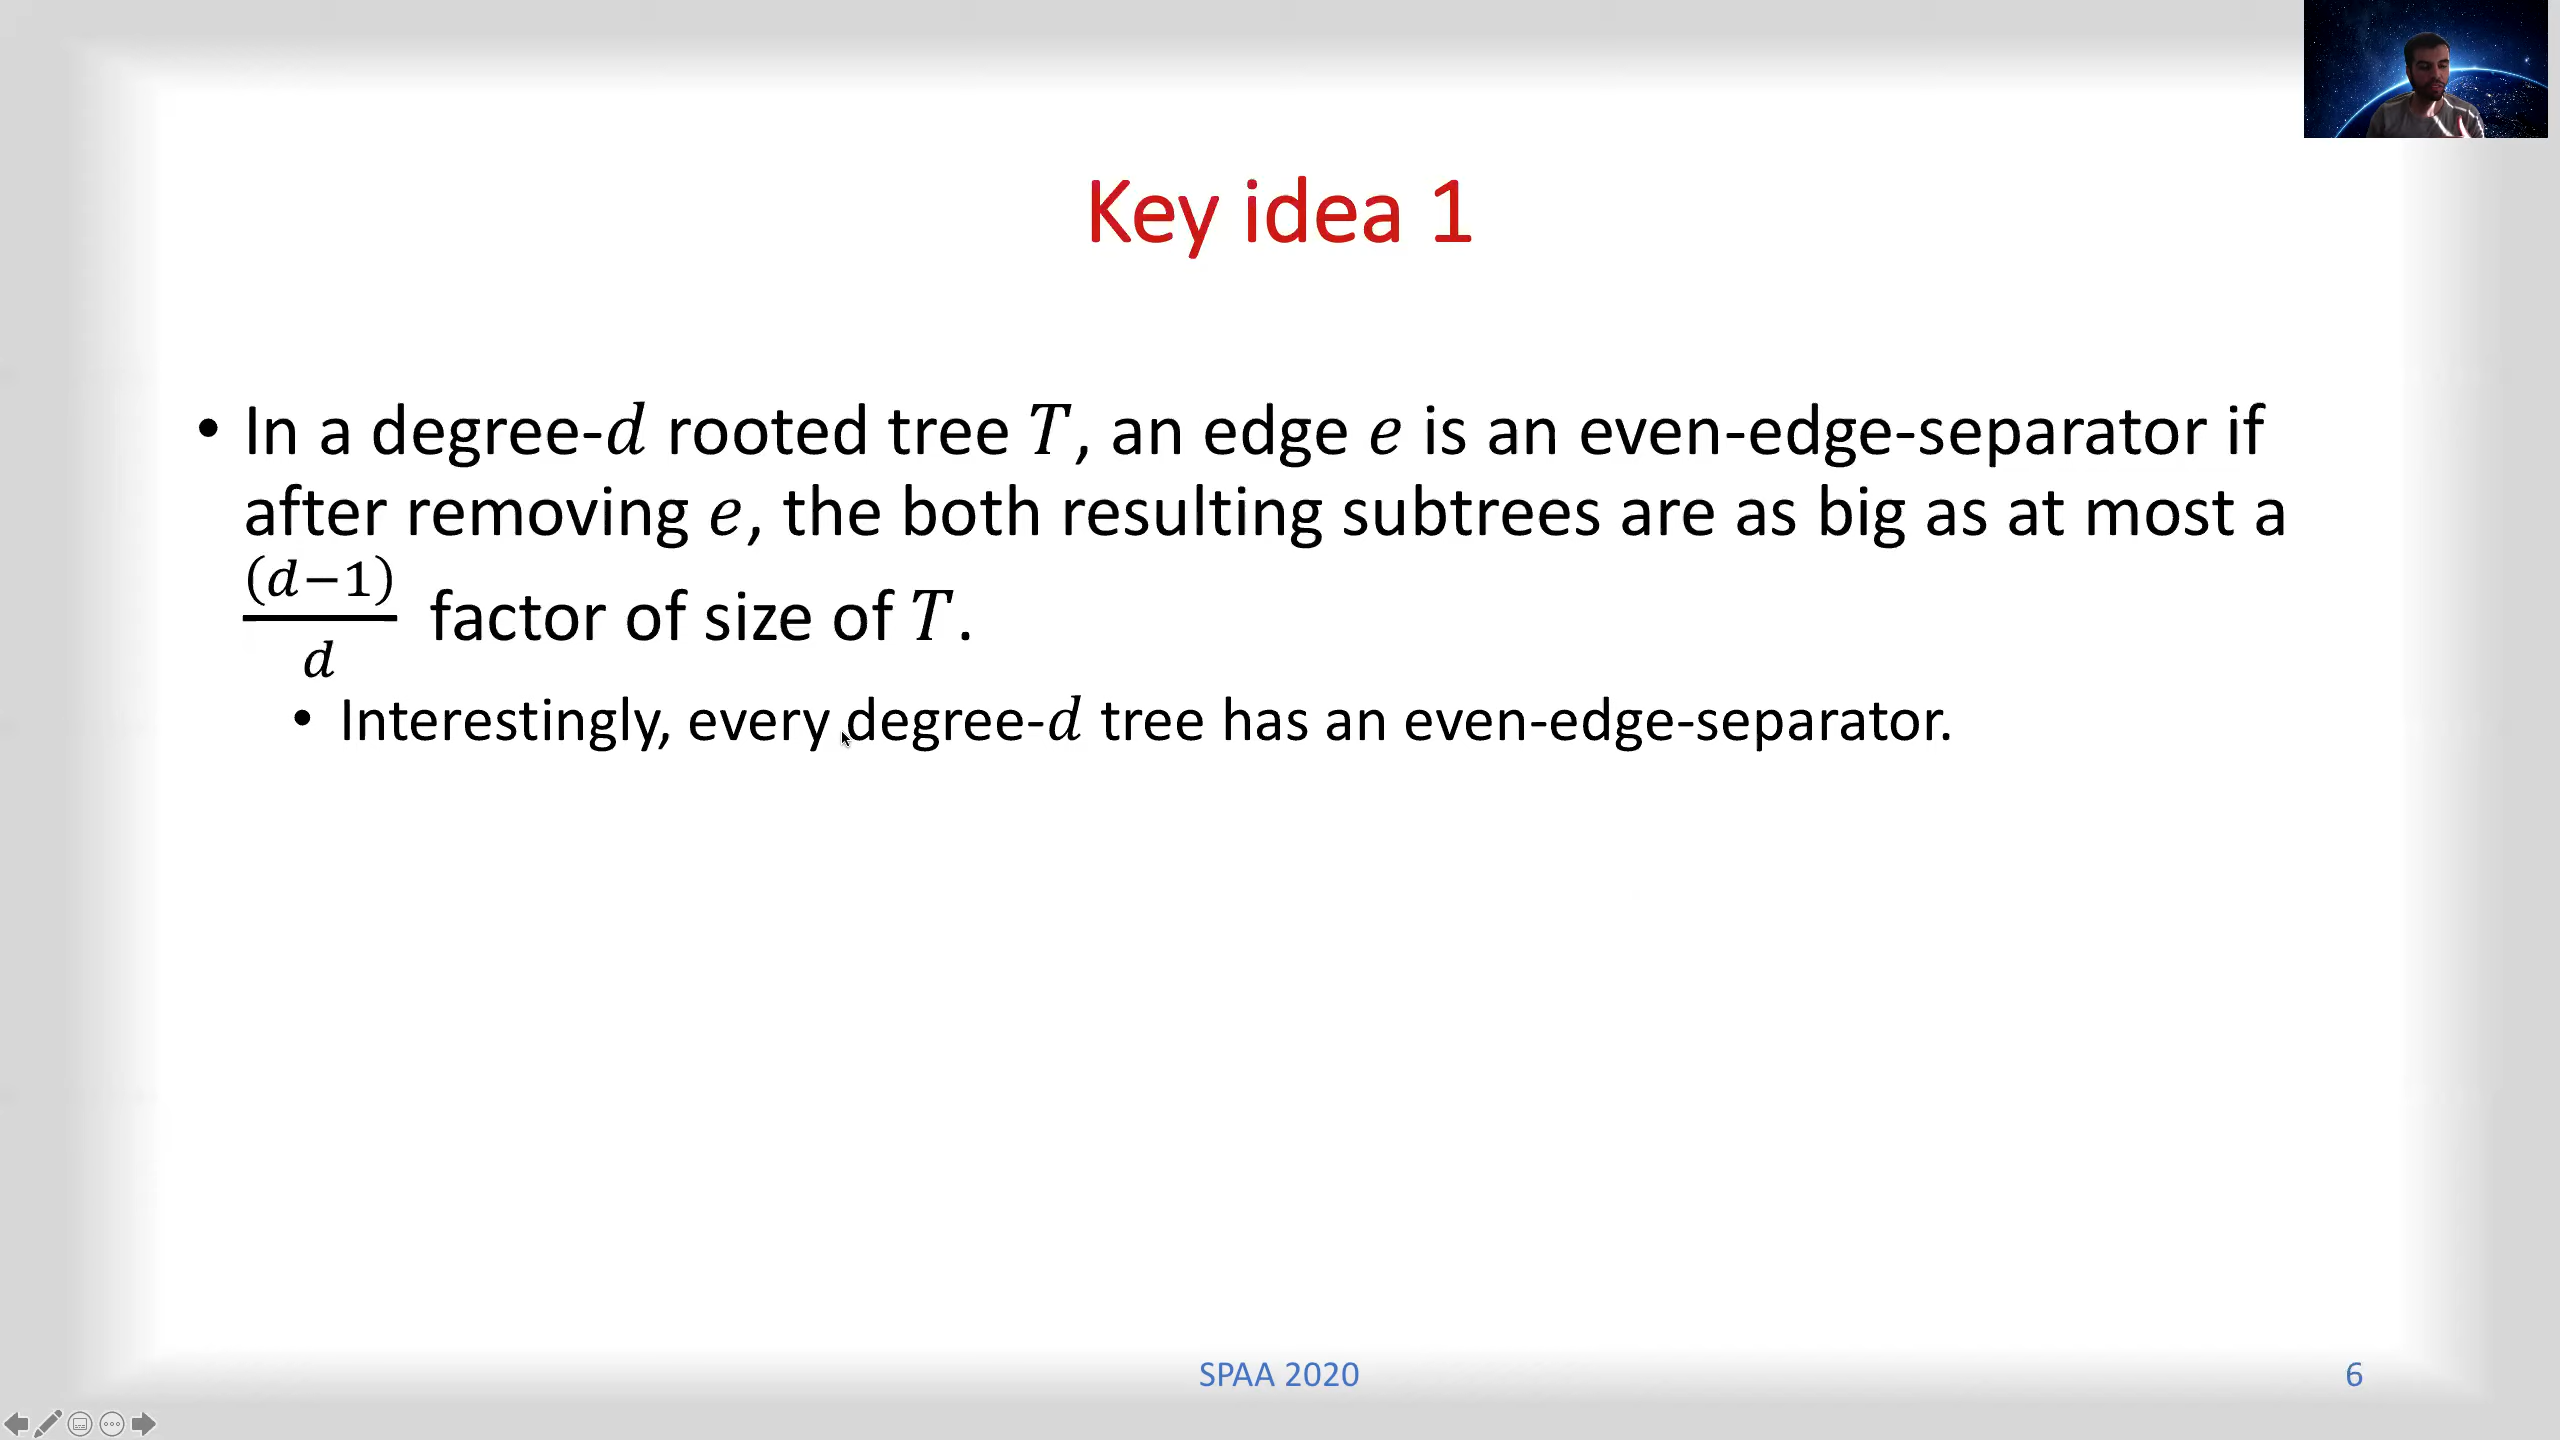 Key idea 1
• In a degree-𝑑 rooted tree 𝑇, an edge 𝑒 is an even-edge-separator if
after removing 𝑒, the both resulting subtrees are as big as at most a
(𝑑−1)/𝑑 factor of size of 𝑇.
• Interestingly, every degree-𝑑 tree has an even-edge-separator.
SPAA 2020
6